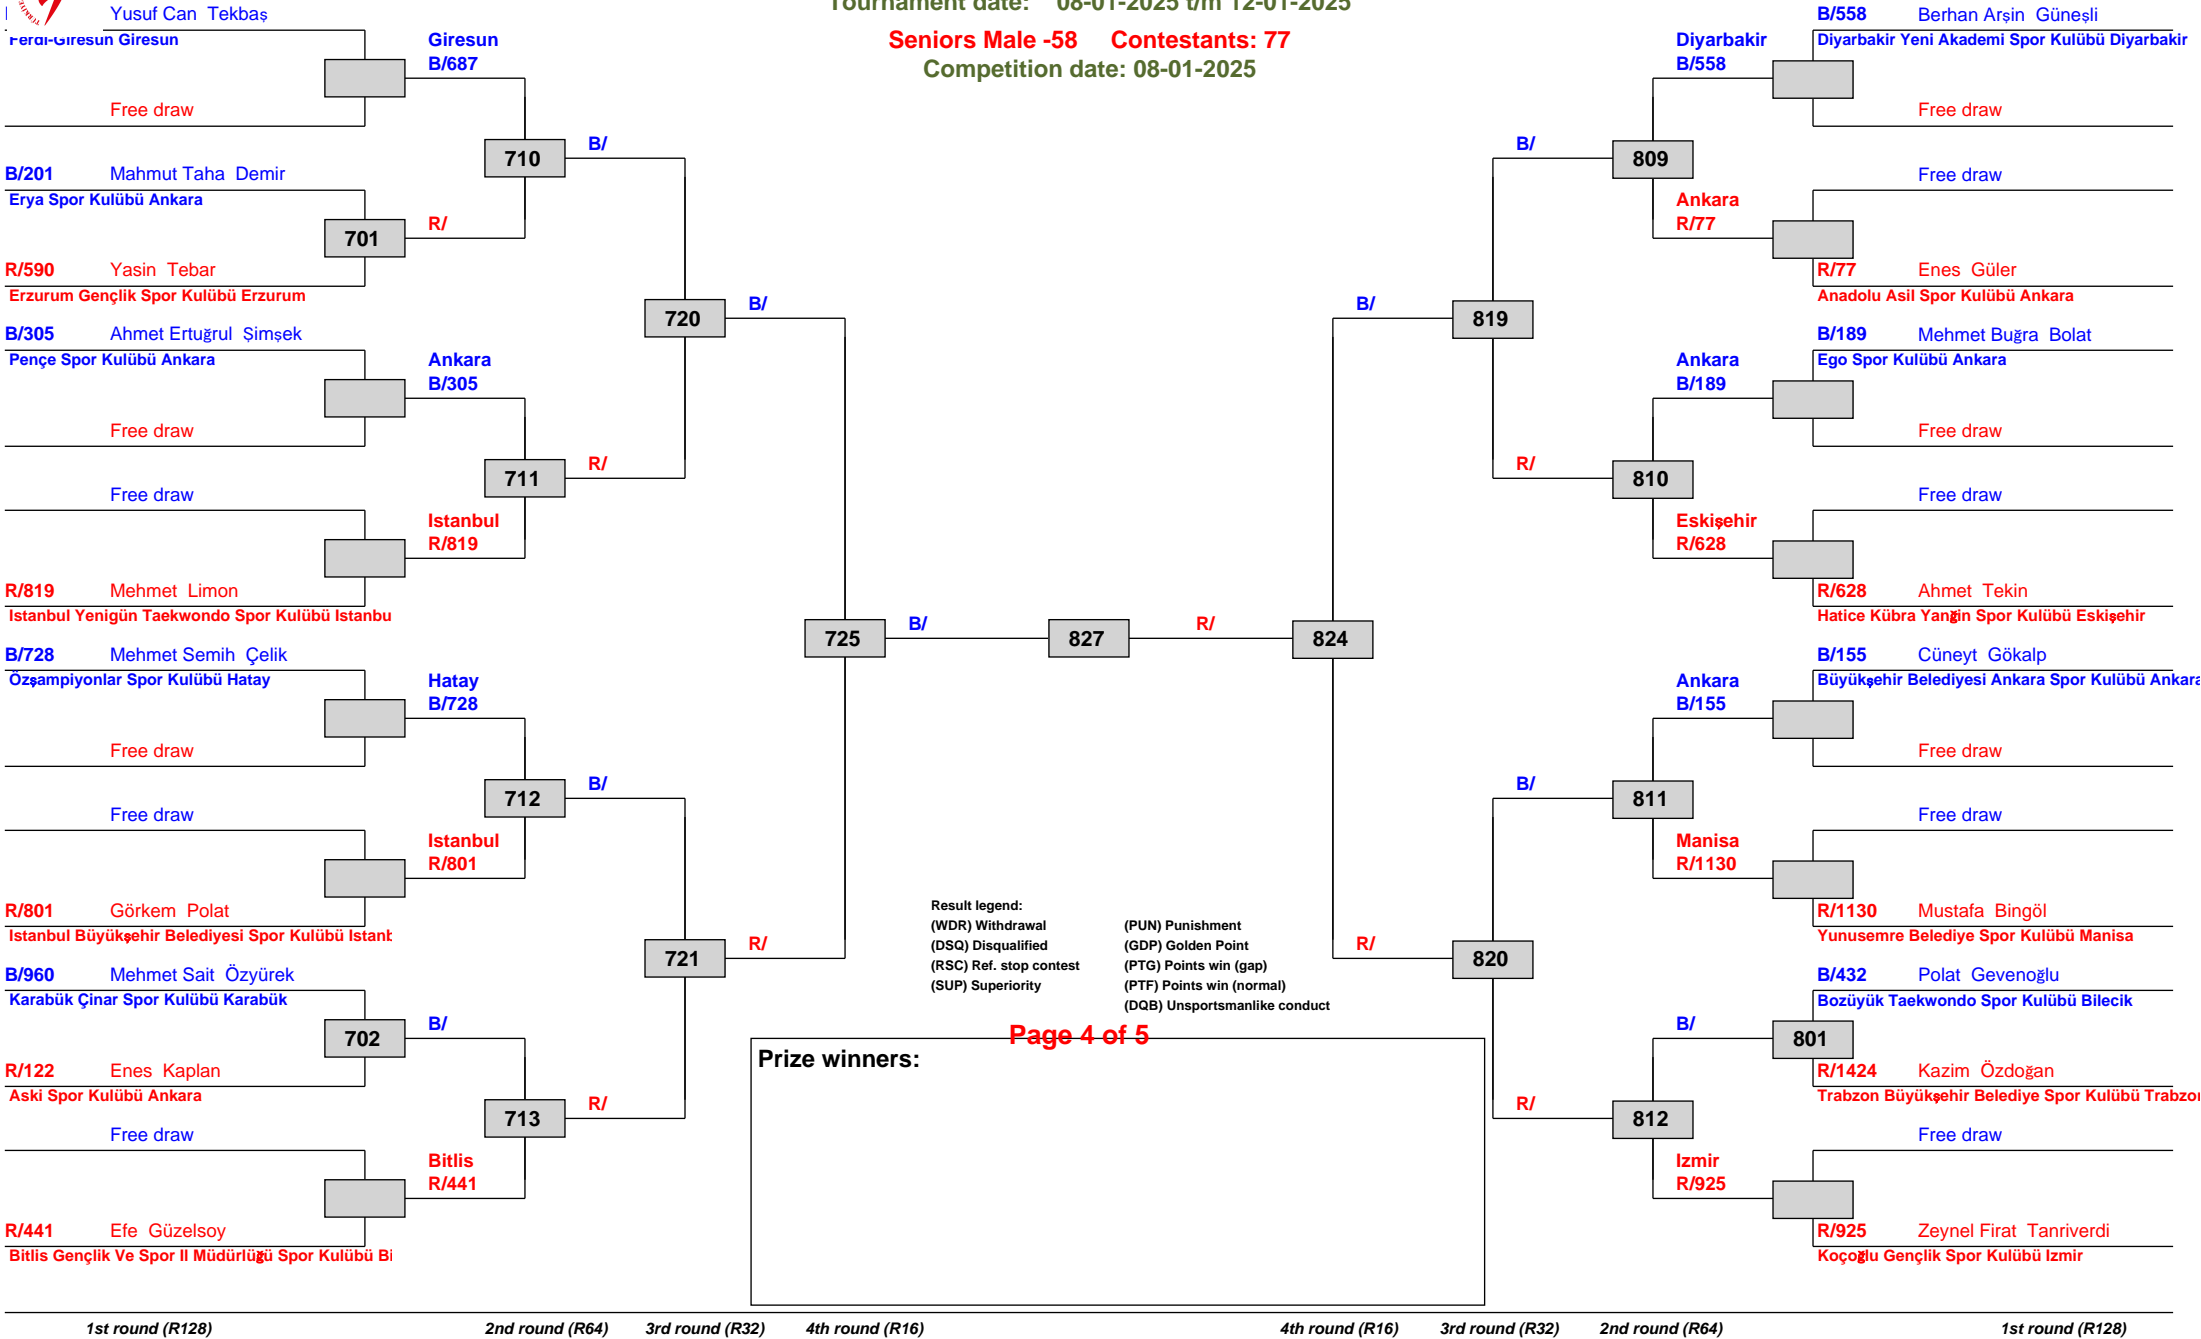 Tournament date: 08-01-2025 t/m 12-01-2025
Seniors Male -58 Contestants: 77
Competition date: 08-01-2025
Yusuf Can Tekbaş
Ferdi-Giresun Giresun
Free draw
B/201 Mahmut Taha Demir
Erya Spor Kulübü Ankara
R/590 Yasin Tebar
Erzurum Gençlik Spor Kulübü Erzurum
B/305 Ahmet Ertuğrul Şimşek
Pençe Spor Kulübü Ankara
Free draw
Free draw
R/819 Mehmet Limon
Istanbul Yenigün Taekwondo Spor Kulübü Istanbu
B/728 Mehmet Semih Çelik
Özşampiyonlar Spor Kulübü Hatay
Free draw
Free draw
R/801 Görkem Polat
Istanbul Büyükşehir Belediyesi Spor Kulübü Istanb
B/960 Mehmet Sait Özyürek
Karabük Çinar Spor Kulübü Karabük
R/122 Enes Kaplan
Aski Spor Kulübü Ankara
Free draw
R/441 Efe Güzelsoy
Bitlis Gençlik Ve Spor Il Müdürlüğü Spor Kulübü Bi
701
702
Giresun
B/687
R/
Ankara
B/305
Istanbul
R/819
Hatay
B/728
Istanbul
R/801
B/
Bitlis
R/441
710
711
712
713
B/
R/
B/
R/
720
721
B/
R/
725
B/
827
R/
824
B/
R/
819
820
B/
R/
B/
R/
809
810
811
812
Diyarbakir
B/558
Ankara
R/77
Ankara
B/189
Eskişehir
R/628
Ankara
B/155
Manisa
R/1130
B/
Izmir
R/925
801
B/558 Berhan Arşin Güneşli
Diyarbakir Yeni Akademi Spor Kulübü Diyarbakir
Free draw
Free draw
R/77 Enes Güler
Anadolu Asil Spor Kulübü Ankara
B/189 Mehmet Buğra Bolat
Ego Spor Kulübü Ankara
Free draw
Free draw
R/628 Ahmet Tekin
Hatice Kübra Yanğin Spor Kulübü Eskişehir
B/155 Cüneyt Gökalp
Büyükşehir Belediyesi Ankara Spor Kulübü Ankara
Free draw
Free draw
R/1130 Mustafa Bingöl
Yunusemre Belediye Spor Kulübü Manisa
B/432 Polat Gevenoğlu
Bozüyük Taekwondo Spor Kulübü Bilecik
R/1424 Kazim Özdoğan
Trabzon Büyükşehir Belediye Spor Kulübü Trabzon
Free draw
R/925 Zeynel Firat Tanriverdi
Koçoğlu Gençlik Spor Kulübü Izmir
Result legend:
(WDR) Withdrawal (PUN) Punishment
(DSQ) Disqualified (GDP) Golden Point
(RSC) Ref. stop contest (PTG) Points win (gap)
(SUP) Superiority (PTF) Points win (normal)
(DQB) Unsportsmanlike conduct
Page 4 of 5
Prize winners:
1st round (R128) 2nd round (R64) 3rd round (R32) 4th round (R16) 4th round (R16) 3rd round (R32) 2nd round (R64) 1st round (R128)